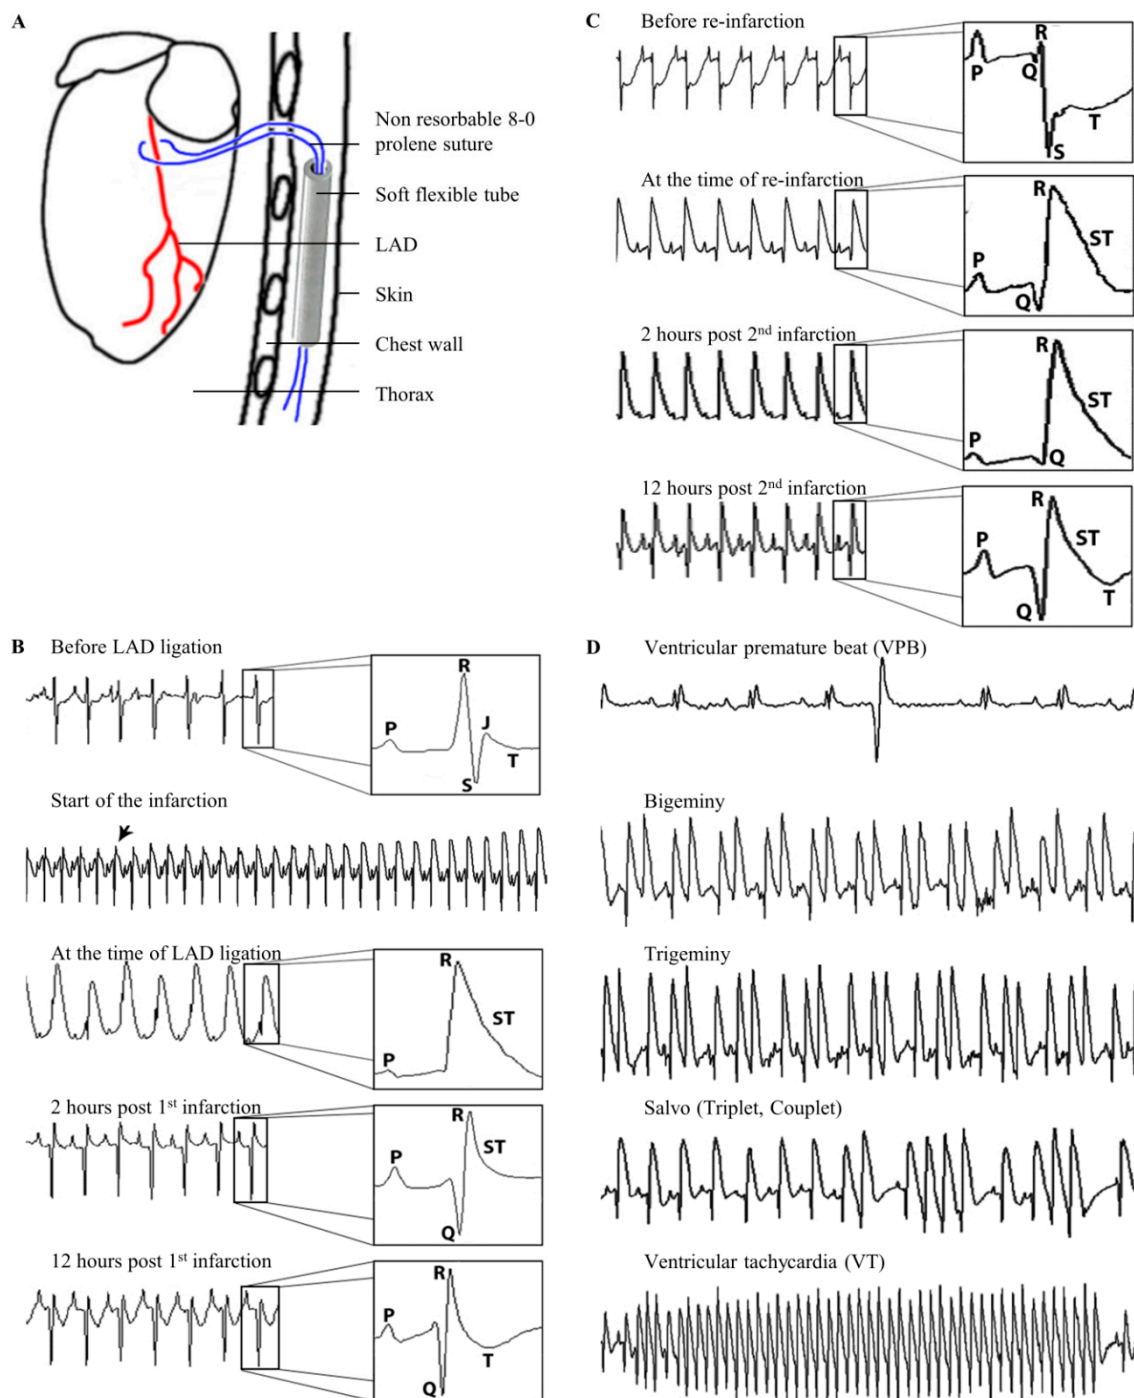 A
Non resorbable 8-0
prolene suture
Soft flexible tube
LAD
Skin
Chest wall
Thorax
C
Before re-infarction
P
Q
R
S
T
At the time of re-infarction
P
Q
R
ST
2 hours post 2nd infarction
P
Q
R
ST
12 hours post 2nd infarction
P
Q
R
ST
T
B
Before LAD ligation
P
R
S
J
T
Start of the infarction
At the time of LAD ligation
P
R
ST
2 hours post 1st infarction
P
Q
R
ST
12 hours post 1st infarction
P
Q
R
T
D
Ventricular premature beat (VPB)
Bigeminy
Trigeminy
Salvo (Triplet, Couplet)
Ventricular tachycardia (VT)